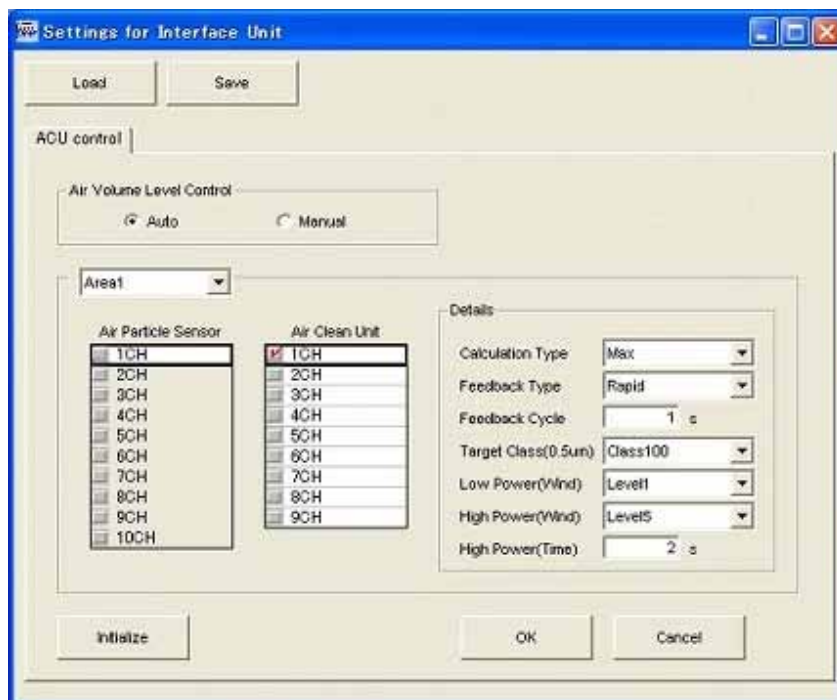 Settings for Interface Unit
Load Save
ACU control
Air Volume Level Control
Auto Manual
Area1
Air Particle Sensor
1CH
2CH
3CH
4CH
5CH
6CH
7CH
8CH
9CH
10CH
Air Clean Unit
1CH
2CH
3CH
4CH
5CH
6CH
7CH
8CH
9CH
Details
Calculation Type Max
Feedback Type Rapid
Feedback Cycle 1 s
Target Class(0.5um) Class100
Low Power(Wind) Level1
High Power(Wind) Level5
High Power(Time) 2 s
Initialize OK Cancel